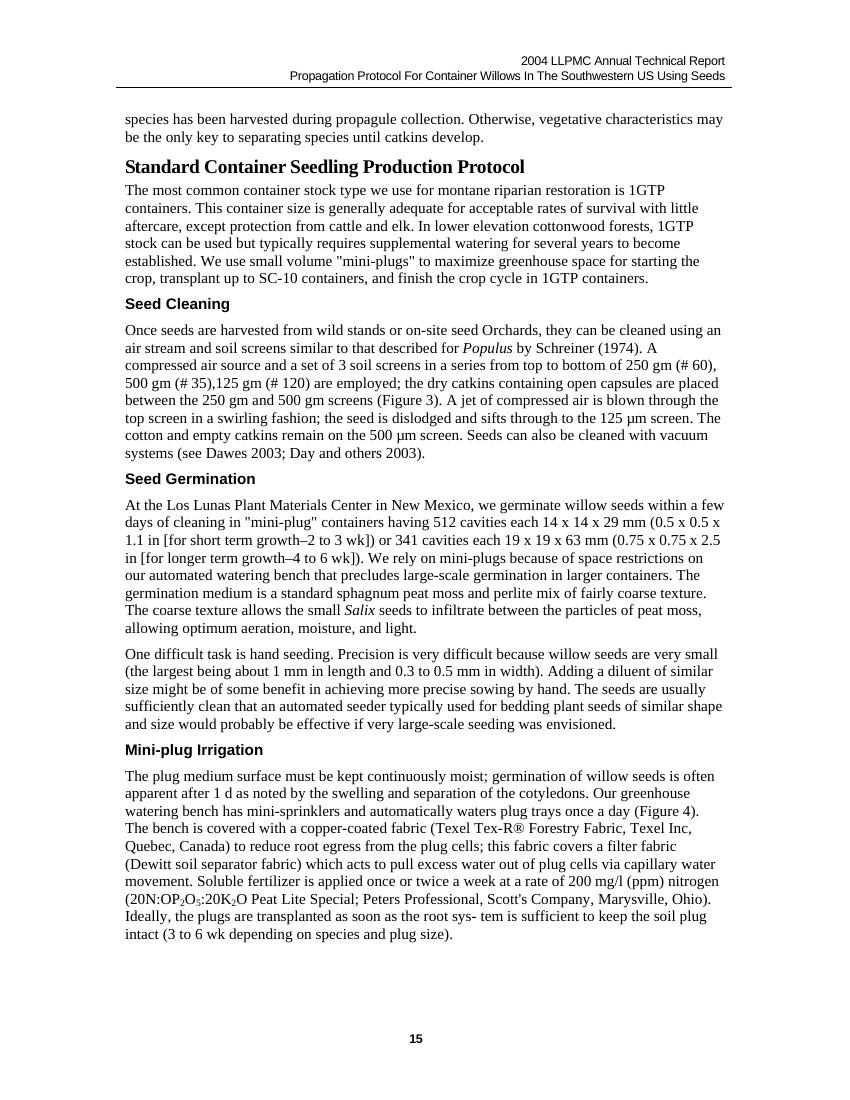 2004 LLPMC Annual Technical Report
Propagation Protocol For Container Willows In The Southwestern US Using Seeds
species has been harvested during propagule collection. Otherwise, vegetative characteristics may
be the only key to separating species until catkins develop.
Standard Container Seedling Production Protocol
The most common container stock type we use for montane riparian restoration is 1GTP
containers. This container size is generally adequate for acceptable rates of survival with little
aftercare, except protection from cattle and elk. In lower elevation cottonwood forests, 1GTP
stock can be used but typically requires supplemental watering for several years to become
established. We use small volume "mini-plugs" to maximize greenhouse space for starting the
crop, transplant up to SC-10 containers, and finish the crop cycle in 1GTP containers.
Seed Cleaning
Once seeds are harvested from wild stands or on-site seed Orchards, they can be cleaned using an
air stream and soil screens similar to that described for Populus by Schreiner (1974). A
compressed air source and a set of 3 soil screens in a series from top to bottom of 250 gm (# 60),
500 gm (# 35),125 gm (# 120) are employed; the dry catkins containing open capsules are placed
between the 250 gm and 500 gm screens (Figure 3). A jet of compressed air is blown through the
top screen in a swirling fashion; the seed is dislodged and sifts through to the 125 µm screen. The
cotton and empty catkins remain on the 500 µm screen. Seeds can also be cleaned with vacuum
systems (see Dawes 2003; Day and others 2003).
Seed Germination
At the Los Lunas Plant Materials Center in New Mexico, we germinate willow seeds within a few
days of cleaning in "mini-plug" containers having 512 cavities each 14 x 14 x 29 mm (0.5 x 0.5 x
1.1 in [for short term growth–2 to 3 wk]) or 341 cavities each 19 x 19 x 63 mm (0.75 x 0.75 x 2.5
in [for longer term growth–4 to 6 wk]). We rely on mini-plugs because of space restrictions on
our automated watering bench that precludes large-scale germination in larger containers. The
germination medium is a standard sphagnum peat moss and perlite mix of fairly coarse texture.
The coarse texture allows the small Salix seeds to infiltrate between the particles of peat moss,
allowing optimum aeration, moisture, and light.
One difficult task is hand seeding. Precision is very difficult because willow seeds are very small
(the largest being about 1 mm in length and 0.3 to 0.5 mm in width). Adding a diluent of similar
size might be of some benefit in achieving more precise sowing by hand. The seeds are usually
sufficiently clean that an automated seeder typically used for bedding plant seeds of similar shape
and size would probably be effective if very large-scale seeding was envisioned.
Mini-plug Irrigation
The plug medium surface must be kept continuously moist; germination of willow seeds is often
apparent after 1 d as noted by the swelling and separation of the cotyledons. Our greenhouse
watering bench has mini-sprinklers and automatically waters plug trays once a day (Figure 4).
The bench is covered with a copper-coated fabric (Texel Tex-R® Forestry Fabric, Texel Inc,
Quebec, Canada) to reduce root egress from the plug cells; this fabric covers a filter fabric
(Dewitt soil separator fabric) which acts to pull excess water out of plug cells via capillary water
movement. Soluble fertilizer is applied once or twice a week at a rate of 200 mg/l (ppm) nitrogen
(20N:OP₂O₅:20K₂O Peat Lite Special; Peters Professional, Scott's Company, Marysville, Ohio).
Ideally, the plugs are transplanted as soon as the root sys- tem is sufficient to keep the soil plug
intact (3 to 6 wk depending on species and plug size).
15